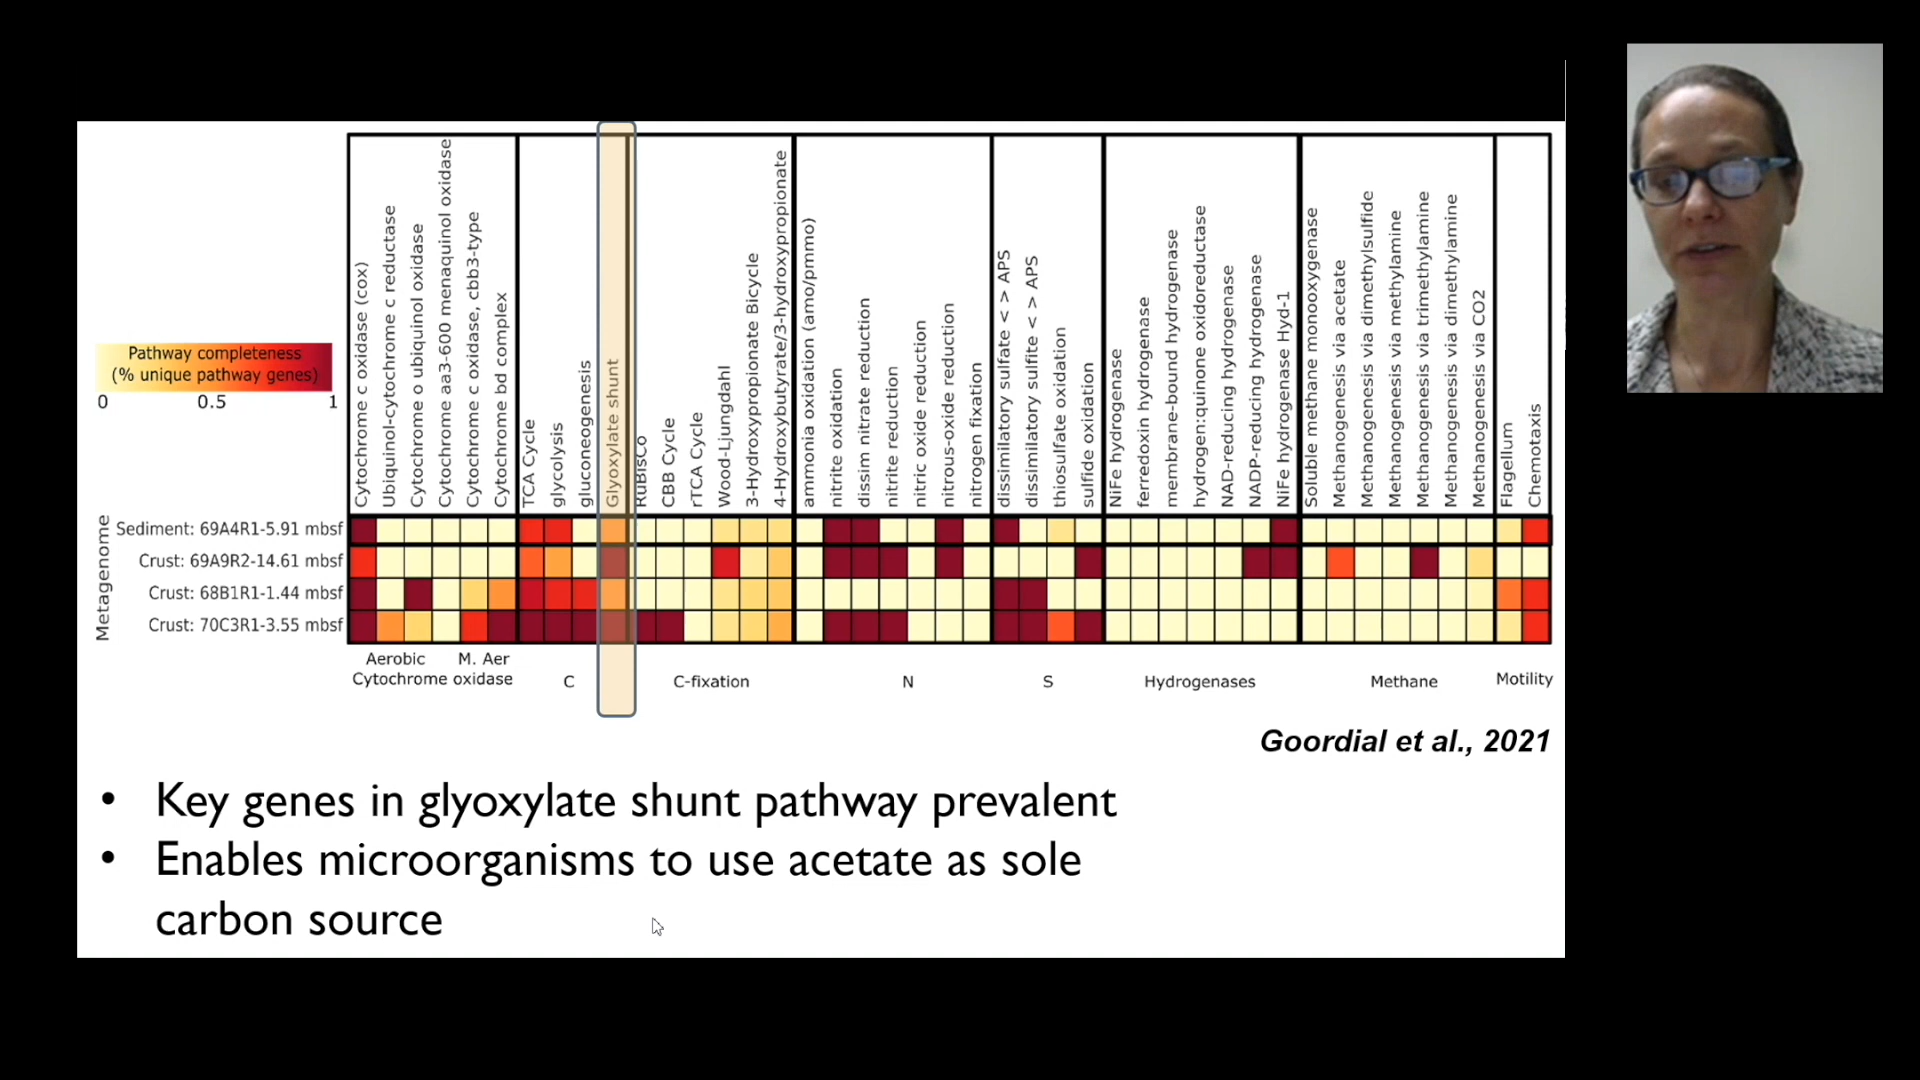 Cytochrome c oxidase (cox)
Ubiquinol-cytochrome c reductase
Cytochrome o ubiquinol oxidase
Cytochrome aa3-600 menaquinol oxidase
Cytochrome c oxidase, cbb3-type
Cytochrome bd complex
TCA Cycle
glycolysis
gluconeogenesis
Glyoxylate shunt
RuBisCo
CBB Cycle
rTCA Cycle
Wood-Ljungdahl
3-Hydroxypropionate Bicycle
4-Hydroxybutyrate/3-hydroxypropionate
ammonia oxidation (amo/pmmo)
nitrite oxidation
dissim nitrate reduction
nitrite reduction
nitric oxide reduction
nitrous-oxide reduction
nitrogen fixation
dissimilatory sulfate < > APS
dissimilatory sulfite < > APS
thiosulfate oxidation
sulfide oxidation
NiFe hydrogenase
ferredoxin hydrogenase
membrane-bound hydrogenase
hydrogen:quinone oxidoreductase
NAD-reducing hydrogenase
NADP-reducing hydrogenase
NiFe hydrogenase Hyd-1
Soluble methane monooxygenase
Methanogenesis via acetate
Methanogenesis via dimethylsulfide
Methanogenesis via methylamine
Methanogenesis via trimethylamine
Methanogenesis via dimethylamine
Methanogenesis via CO2
Flagellum
Chemotaxis
Pathway completeness
(% unique pathway genes)
0 0.5 1
Metagenome
Sediment: 69A4R1-5.91 mbsf
Crust: 69A9R2-14.61 mbsf
Crust: 68B1R1-1.44 mbsf
Crust: 70C3R1-3.55 mbsf
Aerobic M. Aer
Cytochrome oxidase C C-fixation N S Hydrogenases Methane Motility
Goordial et al., 2021
• Key genes in glyoxylate shunt pathway prevalent
• Enables microorganisms to use acetate as sole
carbon source